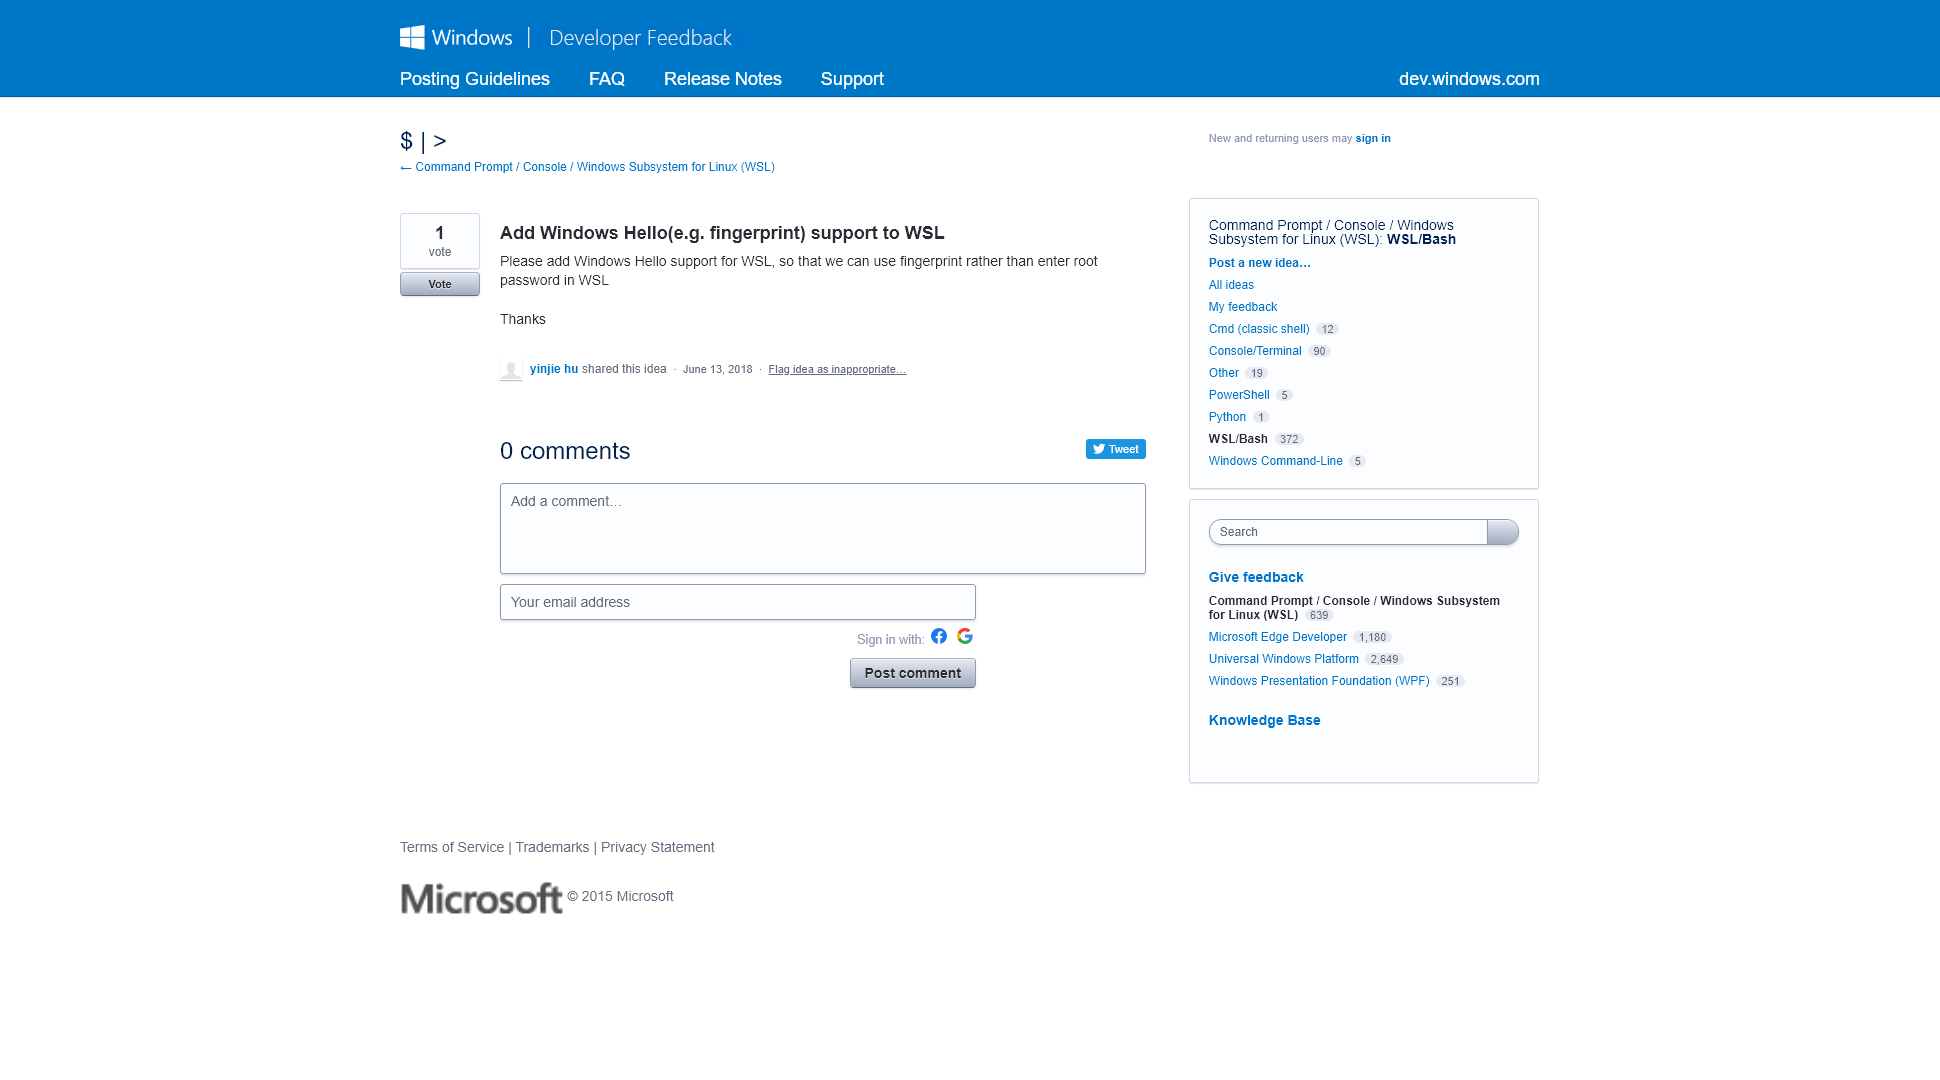 Windows | Developer Feedback
Posting Guidelines FAQ Release Notes Support dev.windows.com
$ | >
← Command Prompt / Console / Windows Subsystem for Linux (WSL)
New and returning users may sign in
1
vote
Vote
Add Windows Hello(e.g. fingerprint) support to WSL
Please add Windows Hello support for WSL, so that we can use fingerprint rather than enter root
password in WSL
Thanks
yinjie hu shared this idea · June 13, 2018 · Flag idea as inappropriate…
0 comments
Tweet
Add a comment…
Your email address
Sign in with:
Post comment
Command Prompt / Console / Windows
Subsystem for Linux (WSL): WSL/Bash
Post a new idea…
All ideas
My feedback
Cmd (classic shell) 12
Console/Terminal 90
Other 19
PowerShell 5
Python 1
WSL/Bash 372
Windows Command-Line 5
Search
Give feedback
Command Prompt / Console / Windows Subsystem
for Linux (WSL) 639
Microsoft Edge Developer 1,180
Universal Windows Platform 2,649
Windows Presentation Foundation (WPF) 251
Knowledge Base
Terms of Service | Trademarks | Privacy Statement
Microsoft © 2015 Microsoft